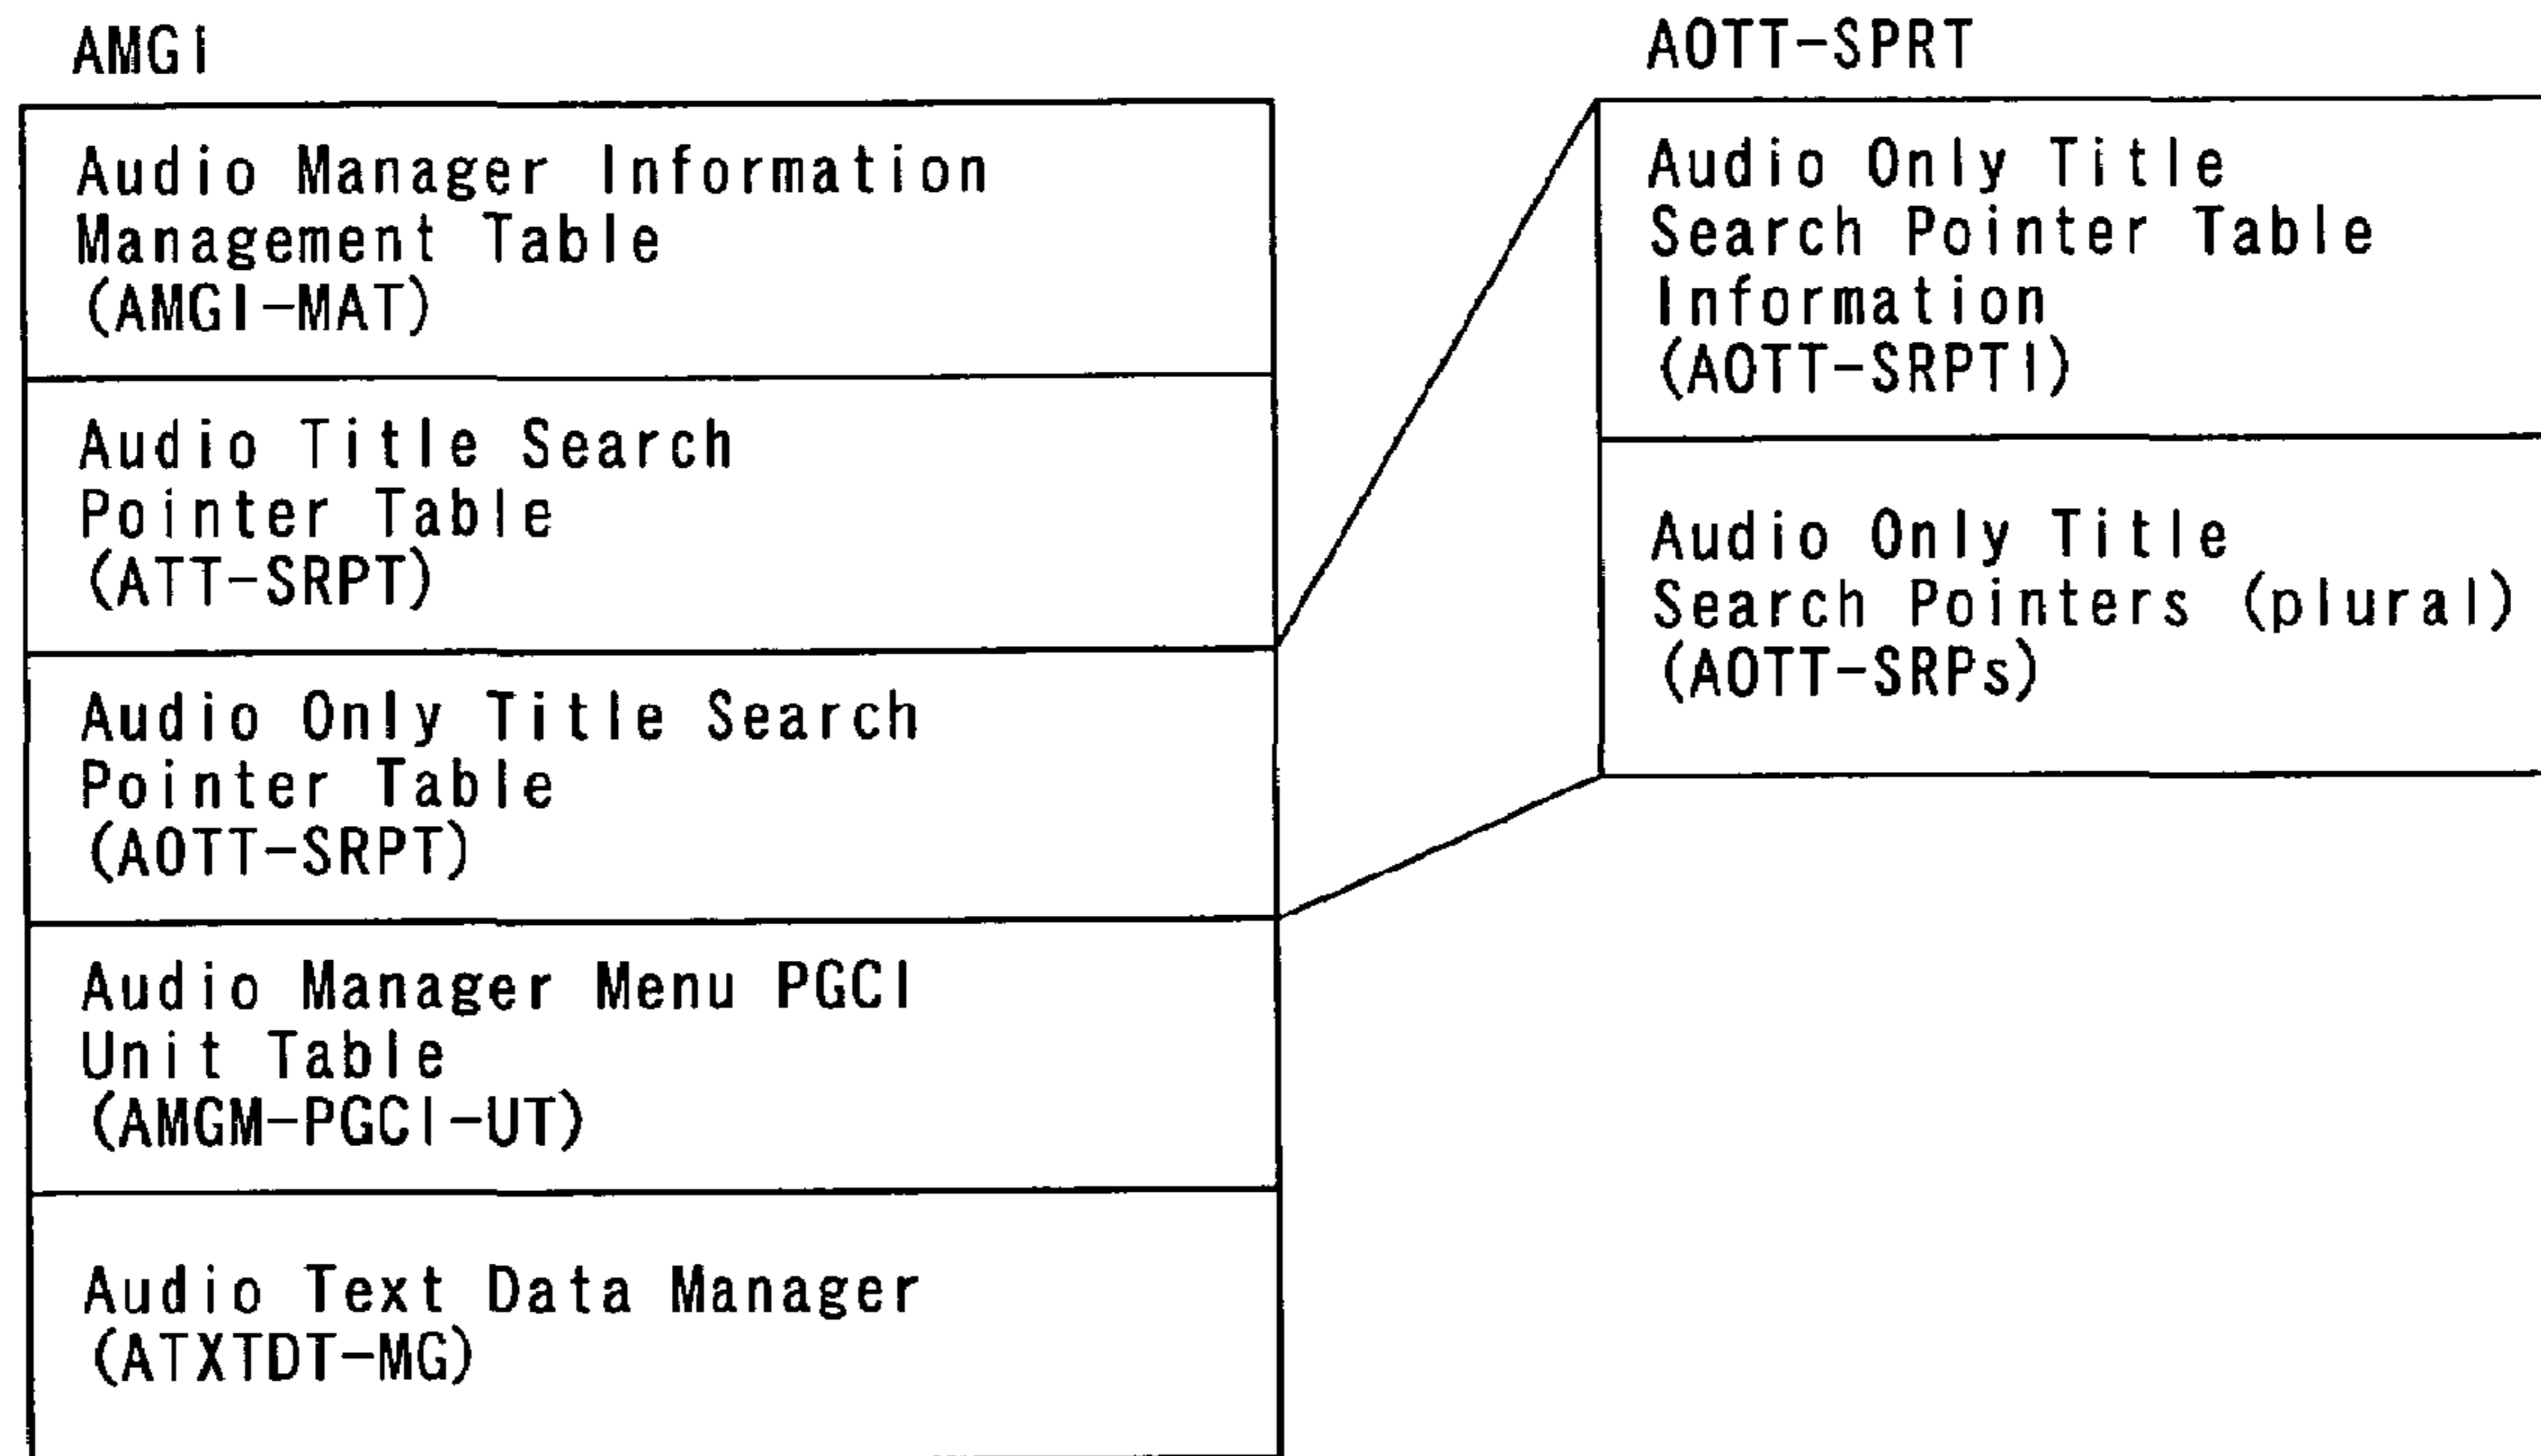 AMGI
Audio Manager Information
Management Table
(AMGI-MAT)
Audio Title Search
Pointer Table
(ATT-SRPT)
Audio Only Title Search
Pointer Table
(AOTT-SRPT)
Audio Manager Menu PGCI
Unit Table
(AMGM-PGCI-UT)
Audio Text Data Manager
(ATXTDT-MG)
AOTT-SPRT
Audio Only Title
Search Pointer Table
Information
(AOTT-SRPTI)
Audio Only Title
Search Pointers (plural)
(AOTT-SRPs)